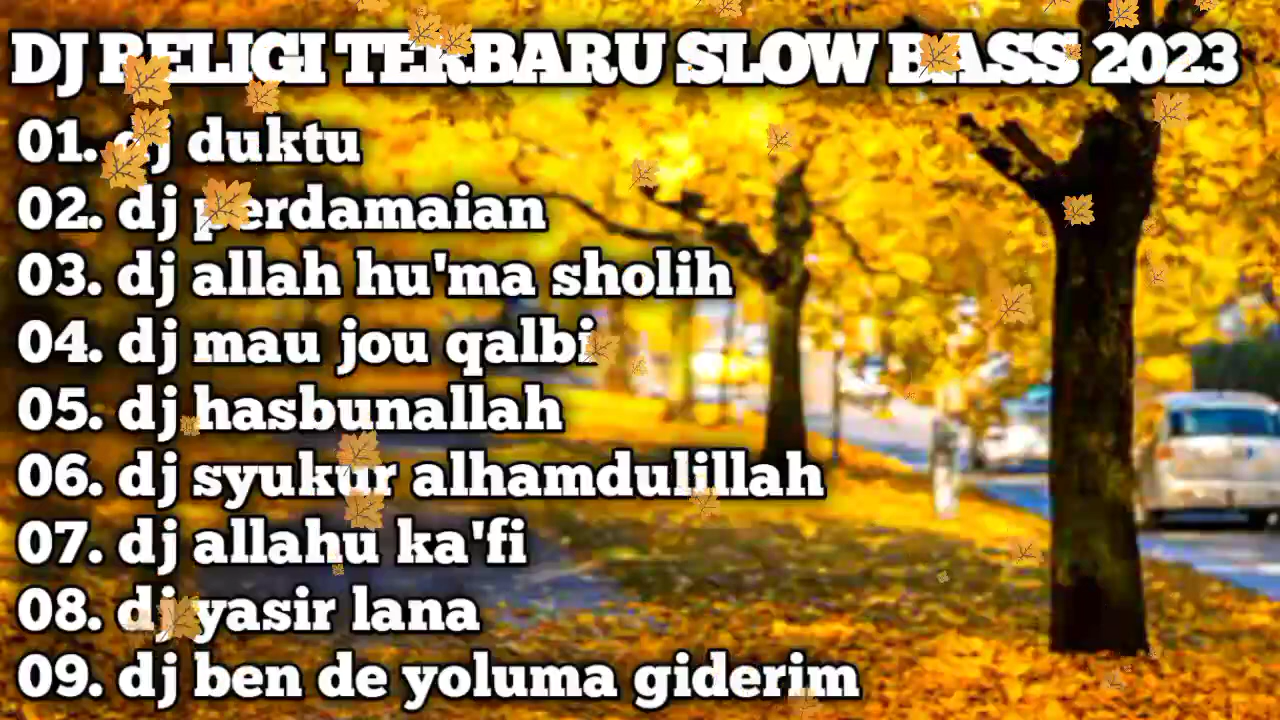 DJ RELIGI TERBARU SLOW BASS 2023
01. dj duktu
02. dj perdamaian
03. dj allah hu'ma sholih
04. dj mau jou qalbi
05. dj hasbunallah
06. dj syukur alhamdulillah
07. dj allahu ka'fi
08. dj yasir lana
09. dj ben de yoluma giderim